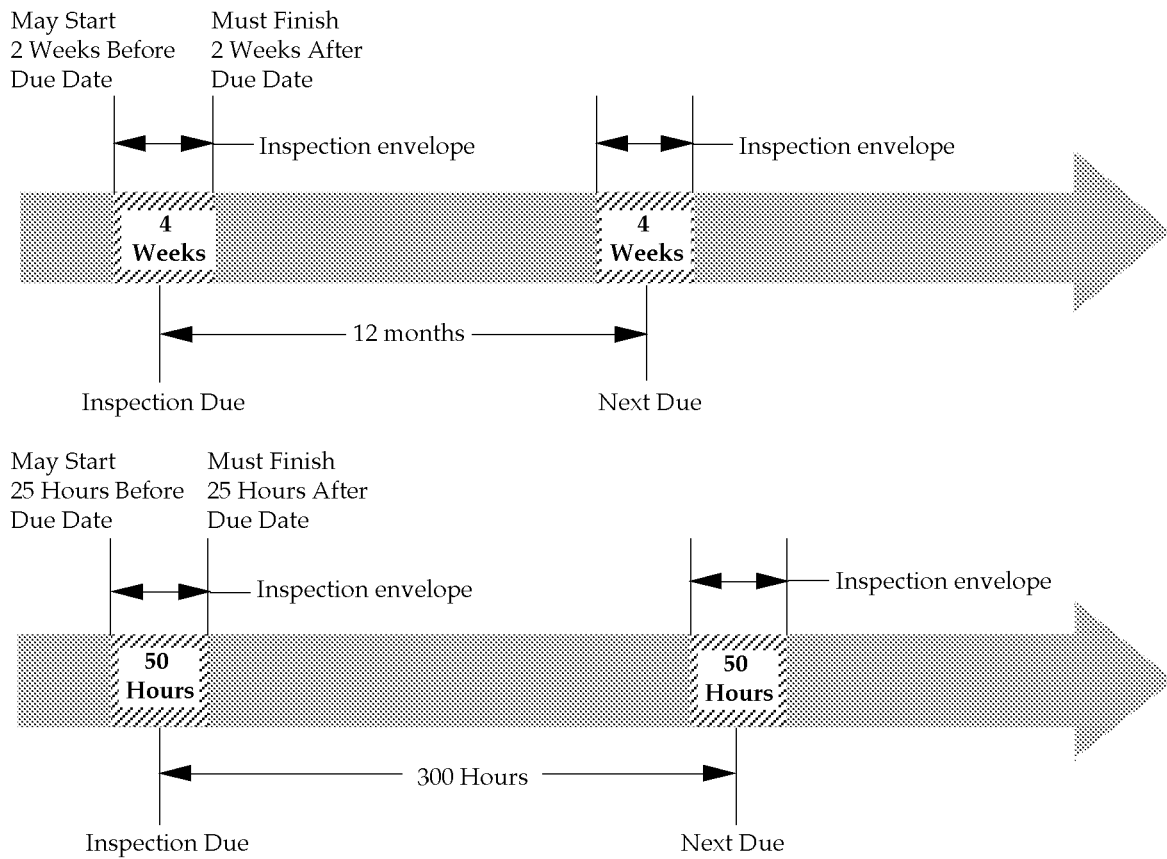 May Start
2 Weeks Before
Due Date
Must Finish
2 Weeks After
Due Date
Inspection envelope
Inspection envelope
4
Weeks
4
Weeks
12 months
Inspection Due
Next Due
May Start
25 Hours Before
Due Date
Must Finish
25 Hours After
Due Date
Inspection envelope
Inspection envelope
50
Hours
50
Hours
300 Hours
Inspection Due
Next Due